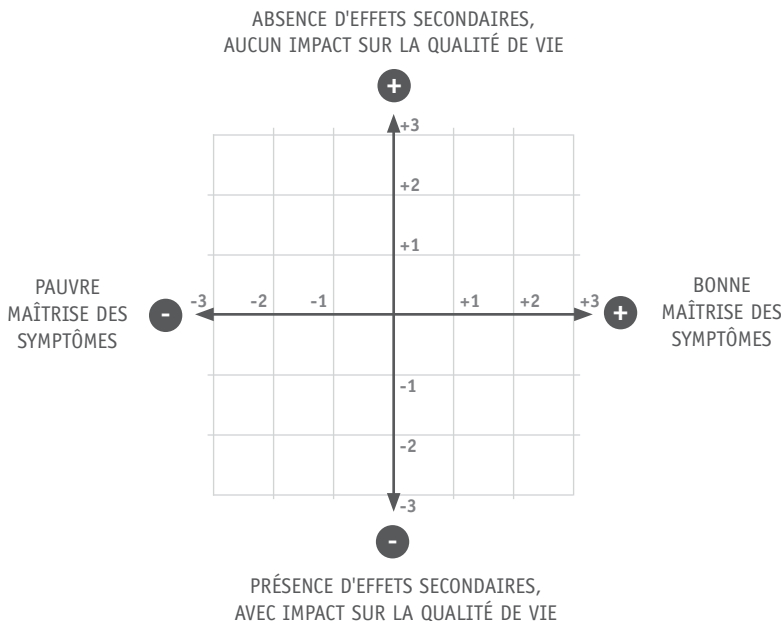 ABSENCE D'EFFETS SECONDAIRES,
AUCUN IMPACT SUR LA QUALITÉ DE VIE
+
+3
+2
+1
PAUVRE
MAÎTRISE DES
SYMPTÔMES
-
-3 -2 -1 +1 +2 +3
+
BONNE
MAÎTRISE DES
SYMPTÔMES
-1
-2
-3
-
PRÉSENCE D'EFFETS SECONDAIRES,
AVEC IMPACT SUR LA QUALITÉ DE VIE